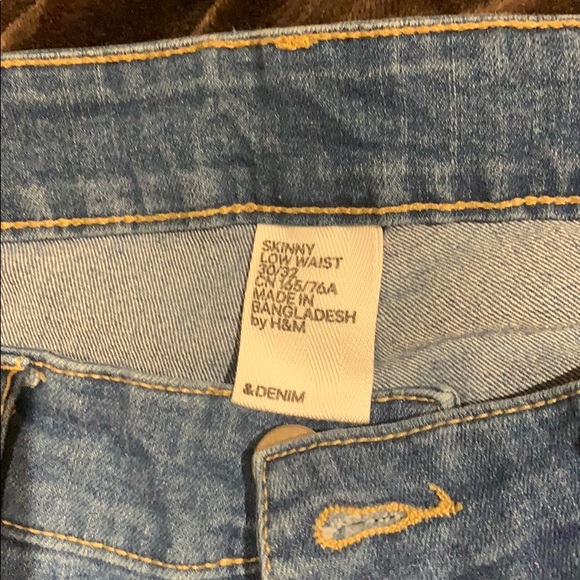 SKINNY
LOW WAIST
30/32
CN 165/76A
MADE IN
BANGLADESH
by H&M
&DENIM